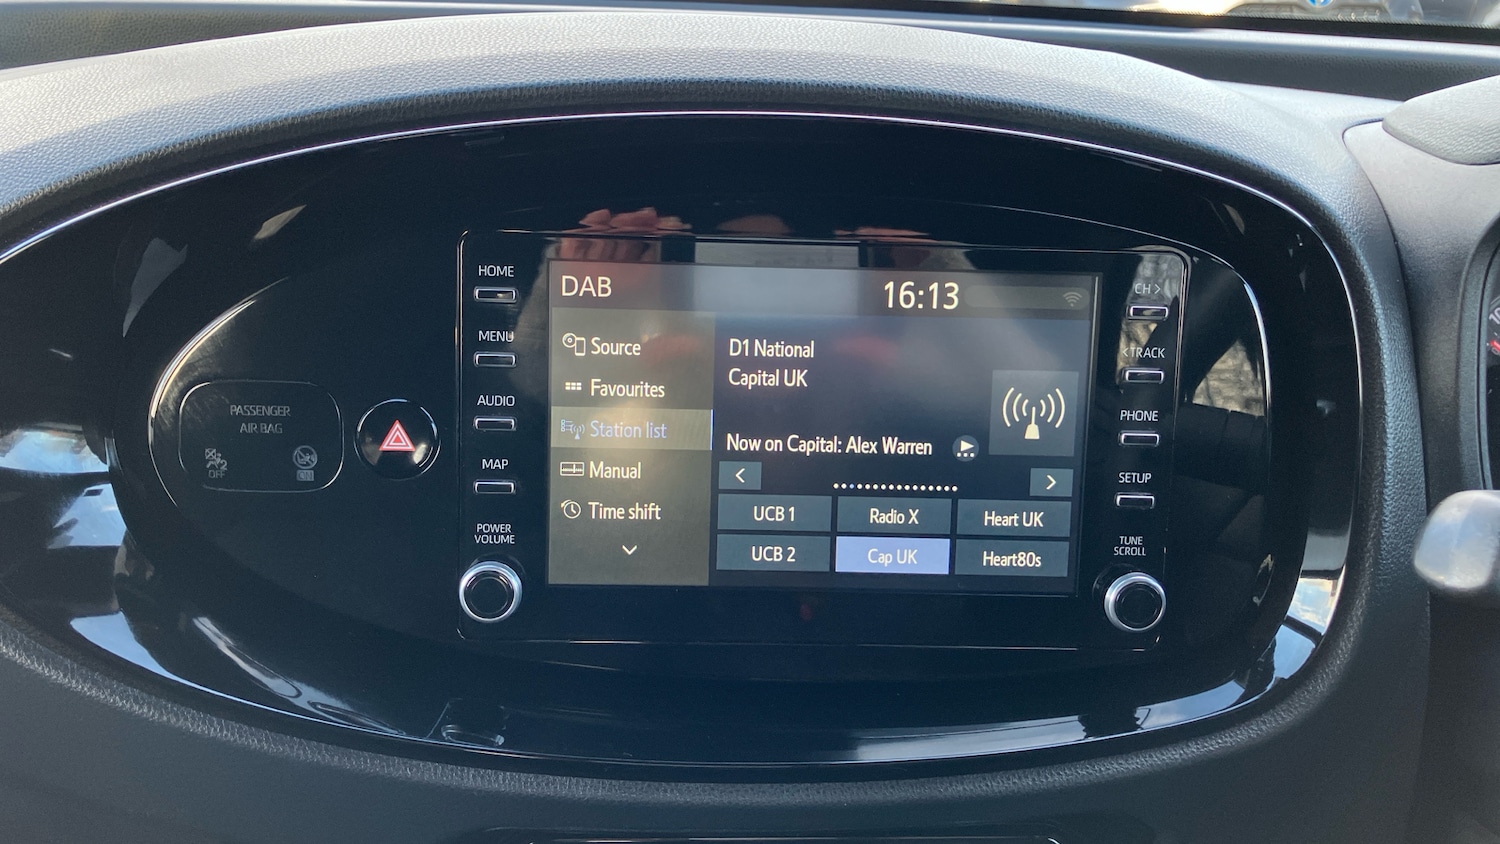 HOME
MENU
AUDIO
MAP
POWER
VOLUME
PASSENGER
AIR BAG
OFF
DAB
16:13
Source
Favourites
Station list
Manual
Time shift
D1 National
Capital UK
Now on Capital: Alex Warren
UCB 1
Radio X
Heart UK
UCB 2
Cap UK
Heart80s
CH >
< TRACK
PHONE
SETUP
TUNE
SCROLL